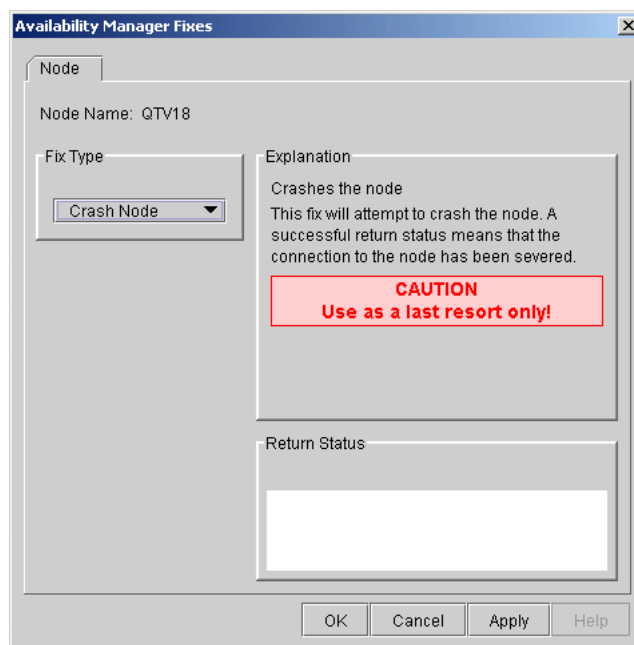 Availability Manager Fixes
Node
Node Name: QTV18
Fix Type
Crash Node
Explanation
Crashes the node
This fix will attempt to crash the node. A
successful return status means that the
connection to the node has been severed.
CAUTION
Use as a last resort only!
Return Status
OK
Cancel
Apply
Help